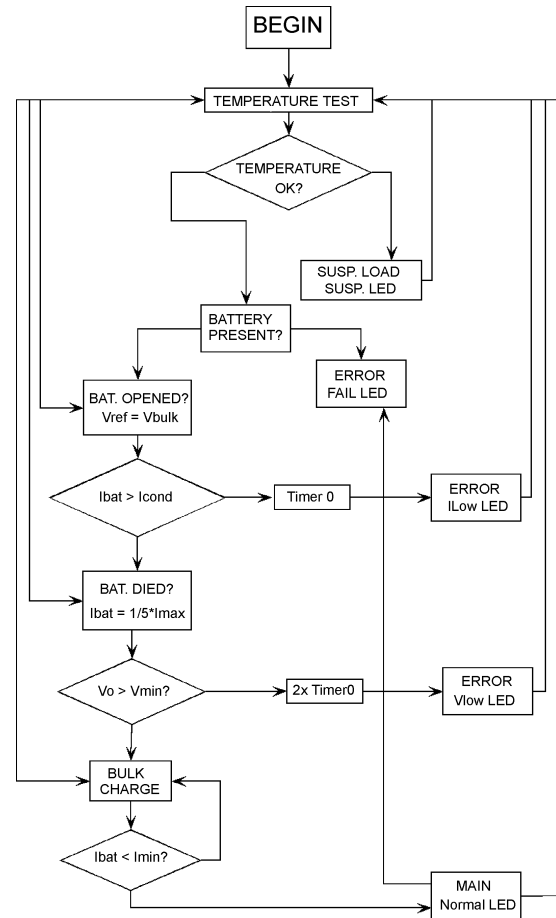 BEGIN
TEMPERATURE TEST
TEMPERATURE
OK?
SUSP. LOAD
SUSP. LED
BATTERY
PRESENT?
ERROR
FAIL LED
BAT. OPENED?
Vref = Vbulk
Ibat > Icond
Timer 0
ERROR
ILow LED
BAT. DIED?
Ibat = 1/5*Imax
Vo > Vmin?
2x Timer0
ERROR
Vlow LED
BULK
CHARGE
Ibat < Imin?
MAIN
Normal LED